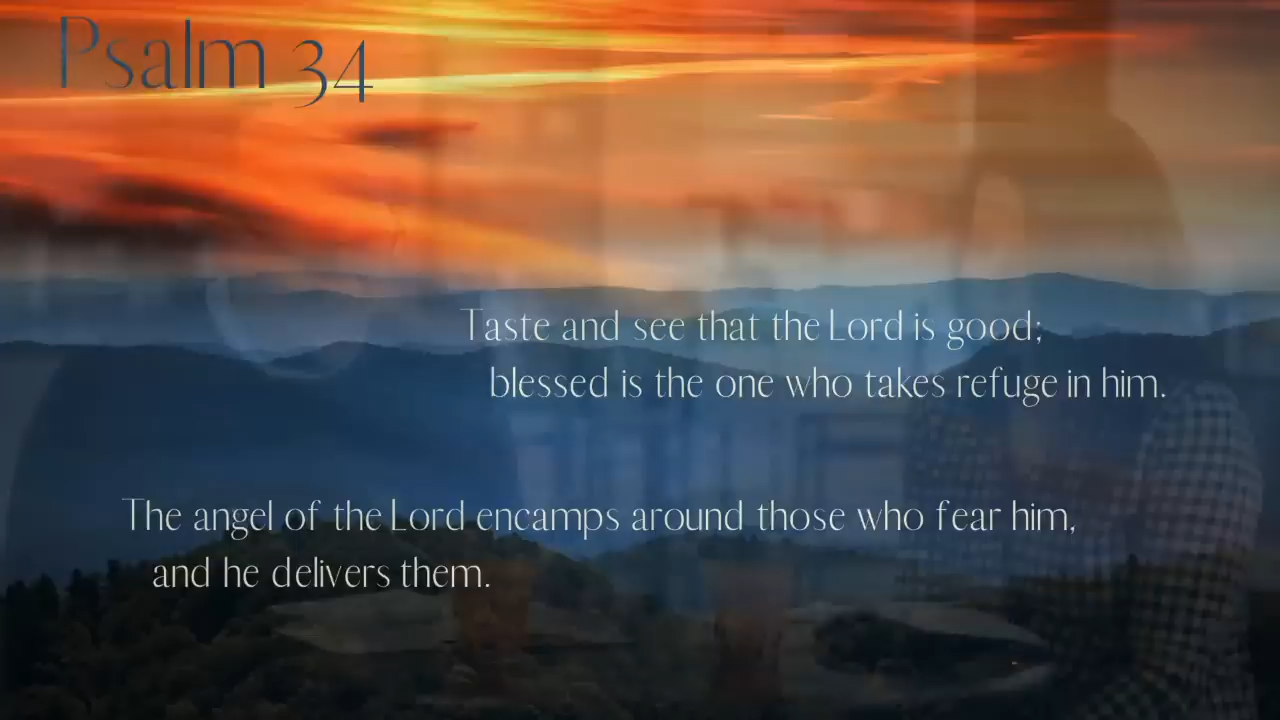 Psalm 34
Taste and see that the Lord is good;
blessed is the one who takes refuge in him.
The angel of the Lord encamps around those who fear him,
and he delivers them.